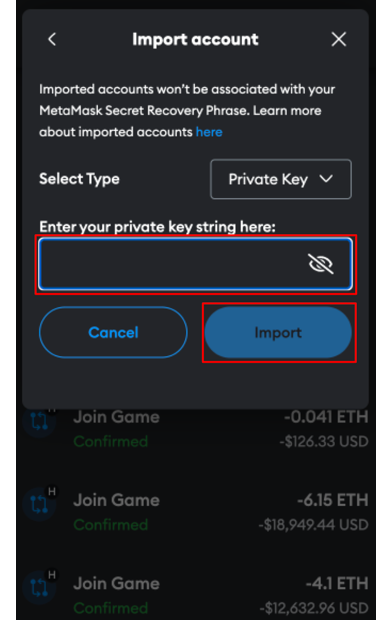 Import account
Imported accounts won't be associated with your
MetaMask Secret Recovery Phrase. Learn more
about imported accounts here
Select Type
Private Key
Enter your private key string here:
Cancel
Import
H
Join Game
-0.041 ETH
Confirmed
-$126.33 USD
H
Join Game
-6.15 ETH
Confirmed
-$18,949.44 USD
H
Join Game
-4.1 ETH
Confirmed
-$12,632.96 USD